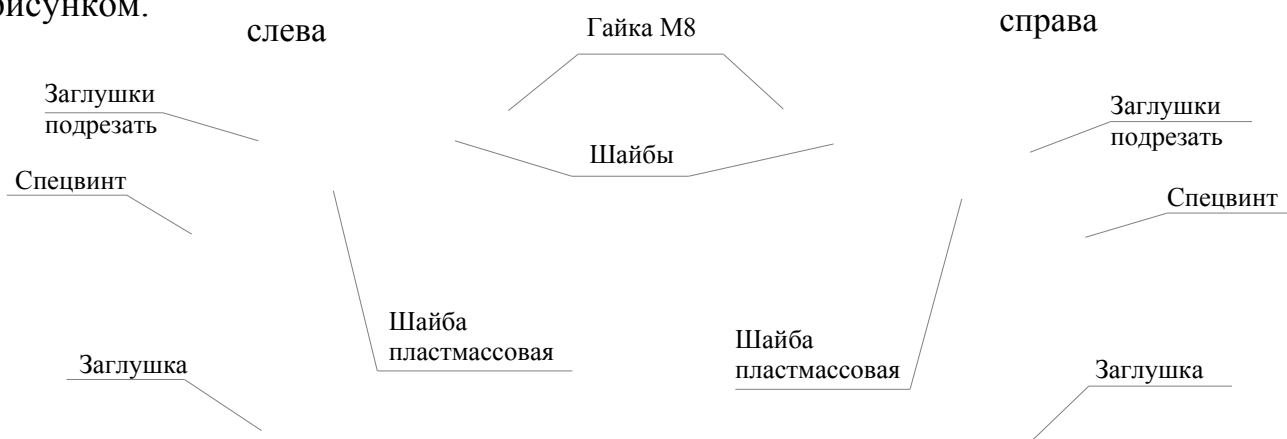 рисунком.
слева
Гайка М8
справа
Заглушки
подрезать
Заглушки
подрезать
Шайбы
Спецвинт
Спецвинт
Шайба
пластмассовая
Шайба
пластмассовая
Заглушка
Заглушка